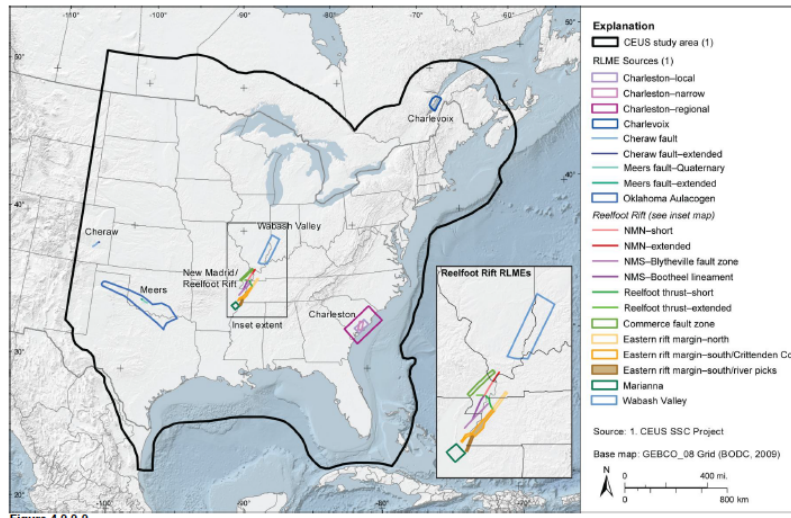 -110°
-100°
-90°
-80°
-70°
-60°
50°
50°
40°
40°
30°
30°
20°
20°
-100°
-90°
-80°
-70°
Charlevoix
Cheraw
Meers
Wabash Valley
New Madrid/
Reelfoot Rift
Inset extent
Charleston
Reelfoot Rift RLMEs
Explanation
CEUS study area (1)
RLME Sources (1)
Charleston–local
Charleston–narrow
Charleston–regional
Charlevoix
Cheraw fault
Cheraw fault–extended
Meers fault–Quaternary
Meers fault–extended
Oklahoma Aulacogen
Reelfoot Rift (see inset map)
NMN–short
NMN–extended
NMS–Blytheville fault zone
NMS–Bootheel lineament
Reelfoot thrust–short
Reelfoot thrust–extended
Commerce fault zone
Eastern rift margin–north
Eastern rift margin–south/Crittenden Co
Eastern rift margin–south/river picks
Marianna
Wabash Valley
Source: 1. CEUS SSC Project
Base map: GEBCO_08 Grid (BODC, 2009)
N
0 400 mi.
0 800 km